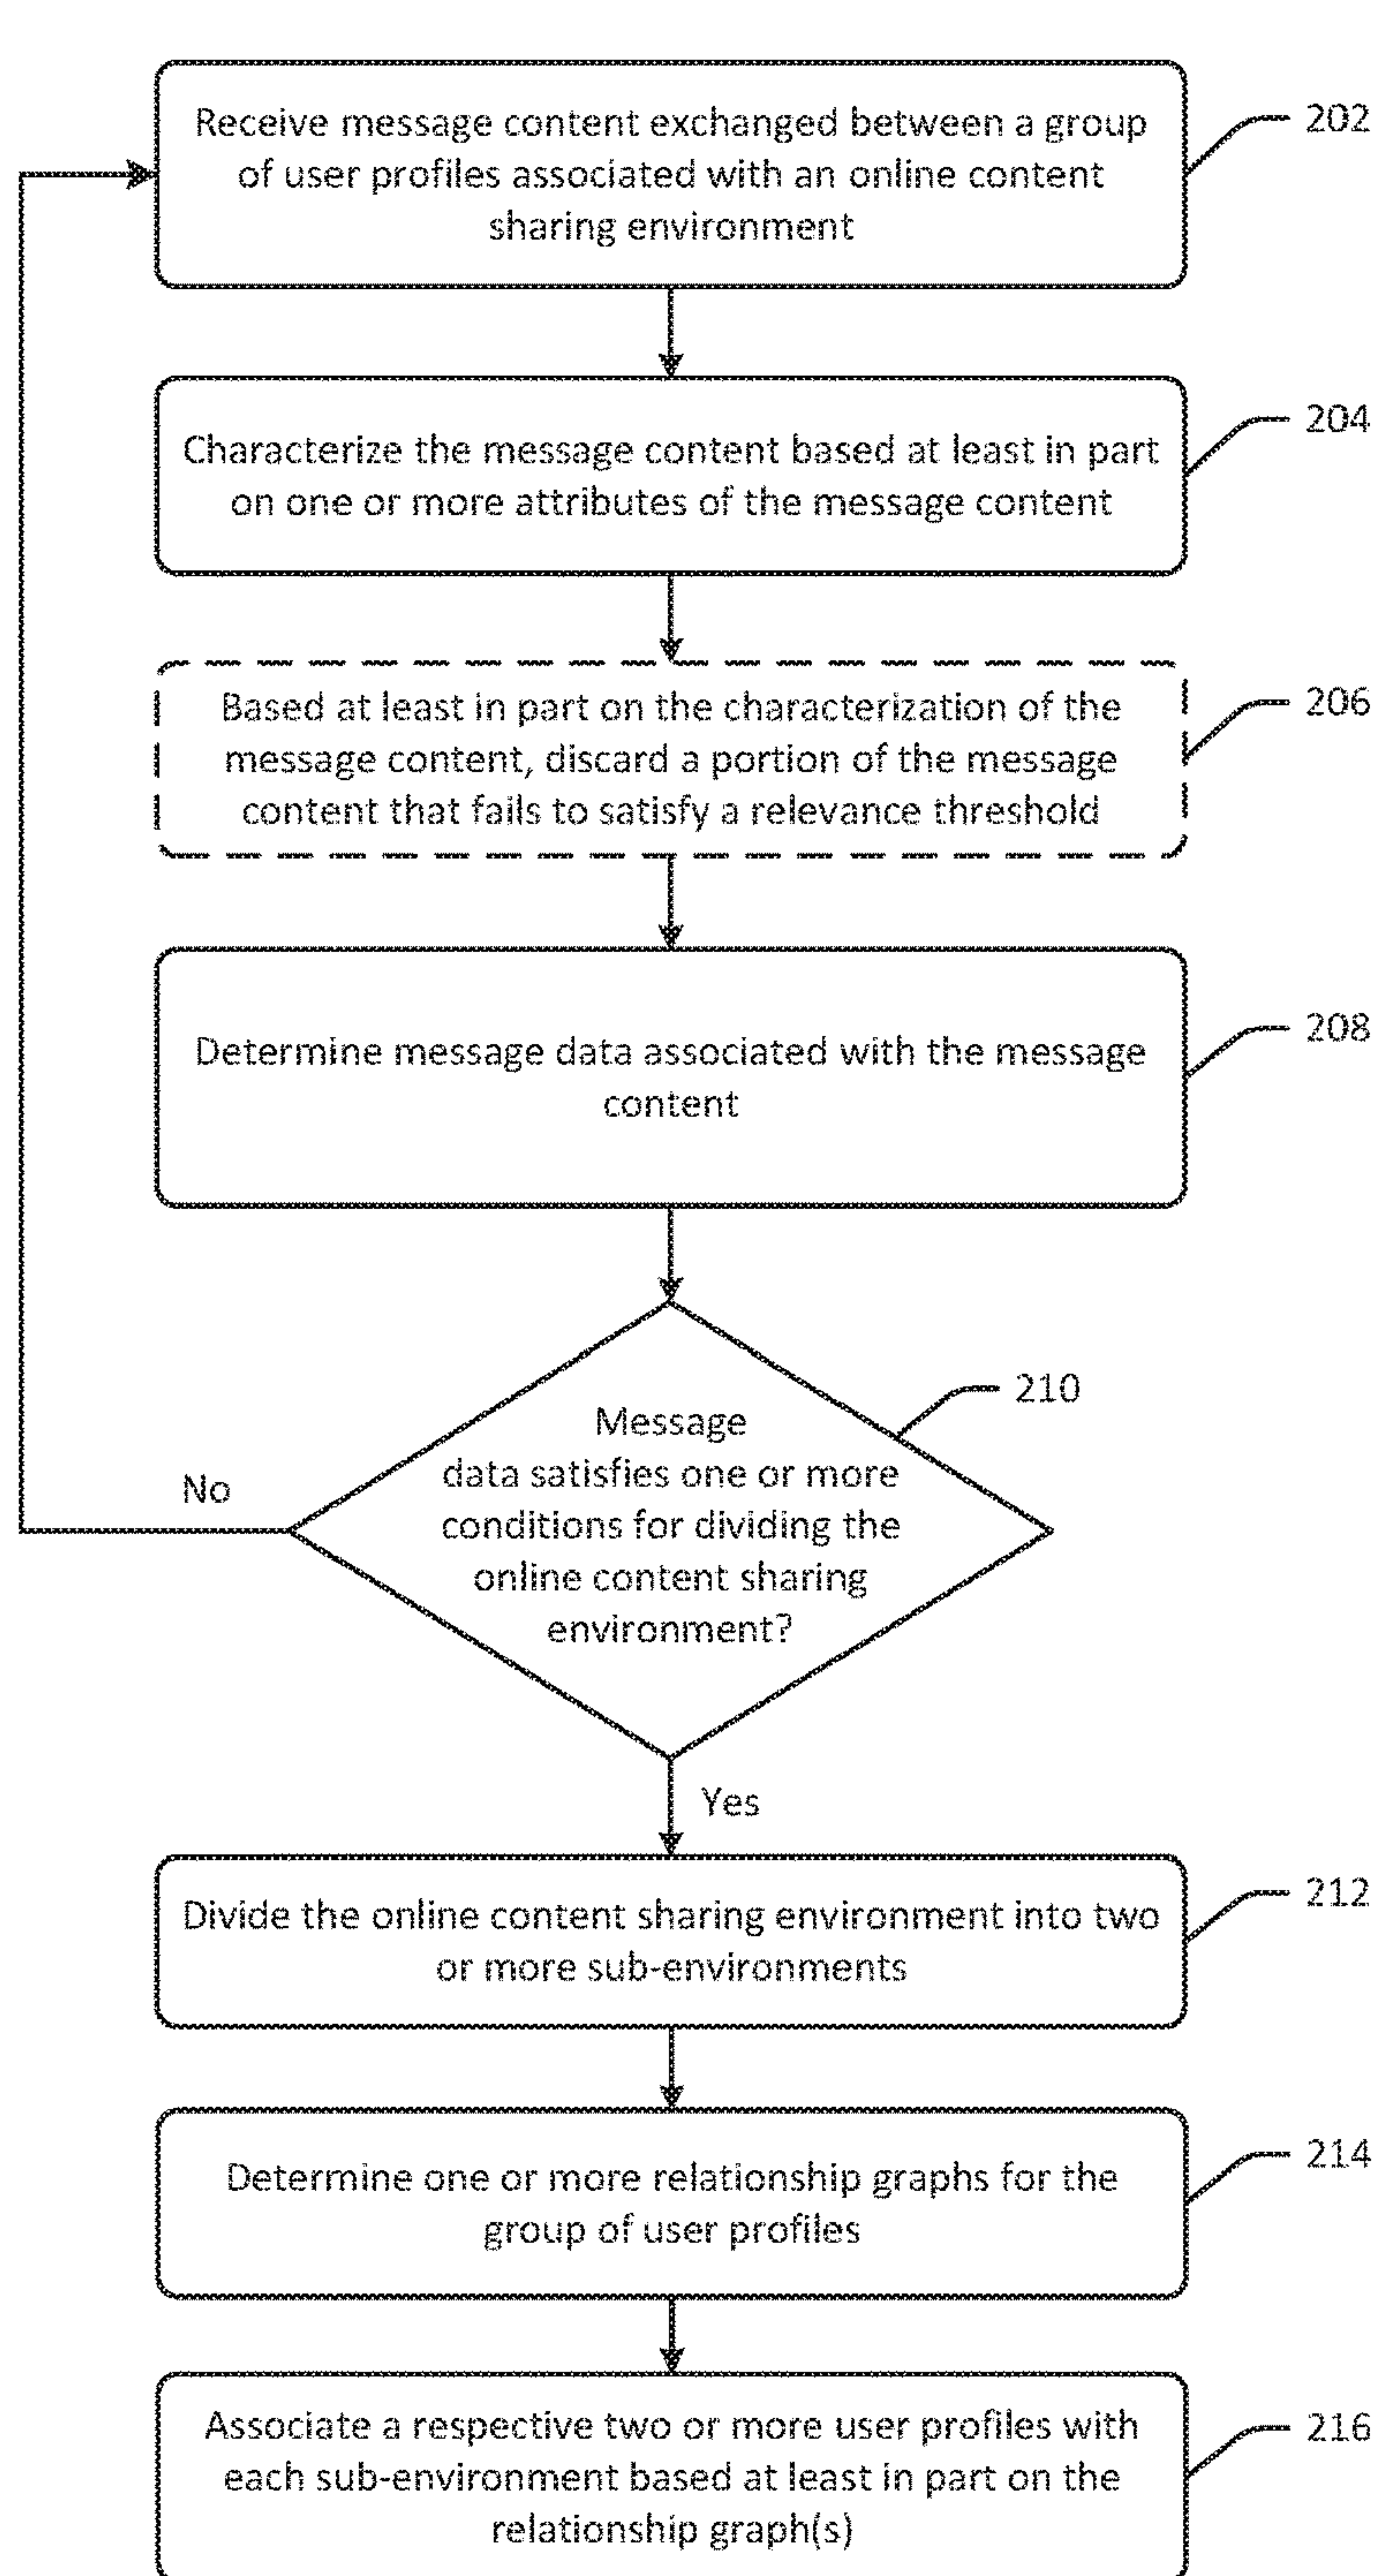 Receive message content exchanged between a group
of user profiles associated with an online content
sharing environment
202
Characterize the message content based at least in part
on one or more attributes of the message content
204
Based at least in part on the characterization of the
message content, discard a portion of the message
content that fails to satisfy a relevance threshold
206
Determine message data associated with the message
content
208
Message
data satisfies one or more
conditions for dividing the
online content sharing
environment?
210
No
Yes
Divide the online content sharing environment into two
or more sub-environments
212
Determine one or more relationship graphs for the
group of user profiles
214
Associate a respective two or more user profiles with
each sub-environment based at least in part on the
relationship graph(s)
216